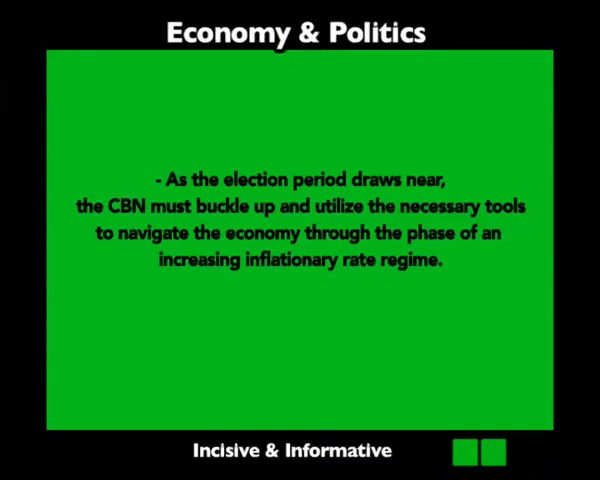 Economy & Politics
- As the election period draws near,
the CBN must buckle up and utilize the necessary tools
to navigate the economy through the phase of an
increasing inflationary rate regime.
Incisive & Informative